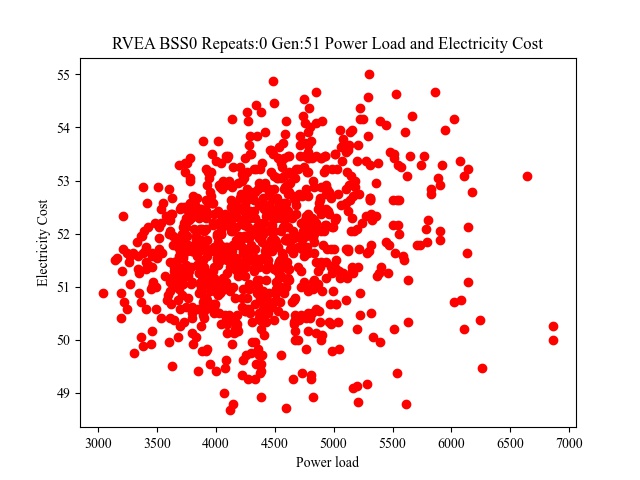 RVEA BSS0 Repeats:0 Gen:51 Power Load and Electricity Cost
55
54
53
52
51
50
49
Electricity Cost
3000 3500 4000 4500 5000 5500 6000 6500 7000
Power load